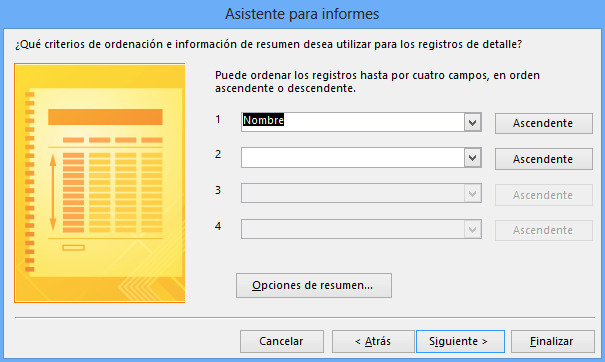 Asistente para informes
¿Qué criterios de ordenación e información de resumen desea utilizar para los registros de detalle?
Puede ordenar los registros hasta por cuatro campos, en orden
ascendente o descendente.
1 Nombre Ascendente
2 Ascendente
3 Ascendente
4 Ascendente
Opciones de resumen...
Cancelar < Atrás Siguiente > Finalizar